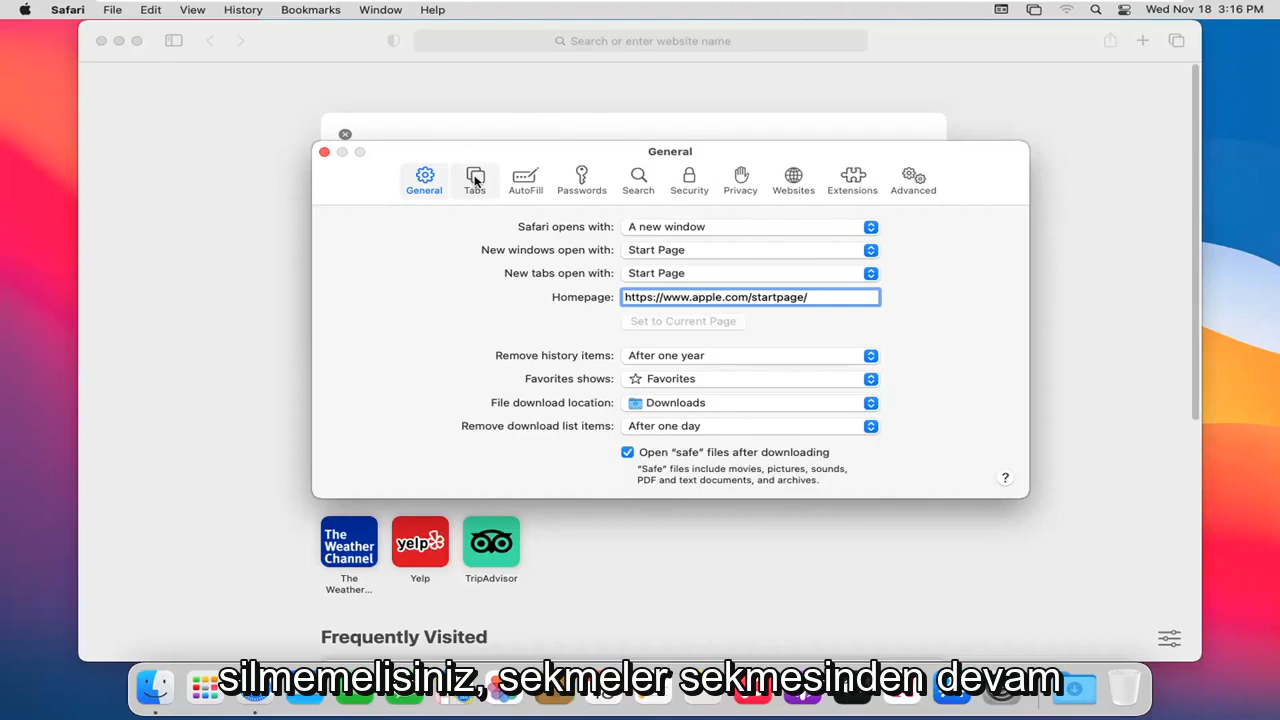 Safari File Edit View History Bookmarks Window Help Wed Nov 18 3:16 PM
Search or enter website name
General
General Tabs AutoFill Passwords Search Security Privacy Websites Extensions Advanced
Safari opens with: A new window
New windows open with: Start Page
New tabs open with: Start Page
Homepage: https://www.apple.com/startpage/
Set to Current Page
Remove history items: After one year
Favorites shows: Favorites
File download location: Downloads
Remove download list items: After one day
Open “safe” files after downloading
“Safe” files include movies, pictures, sounds,
PDF and text documents, and archives.
?
The
Weather
Channel
yelp
The
Weather...
Yelp
TripAdvisor
Frequently Visited
silmemelisiniz, sekmeler sekmesinden devam